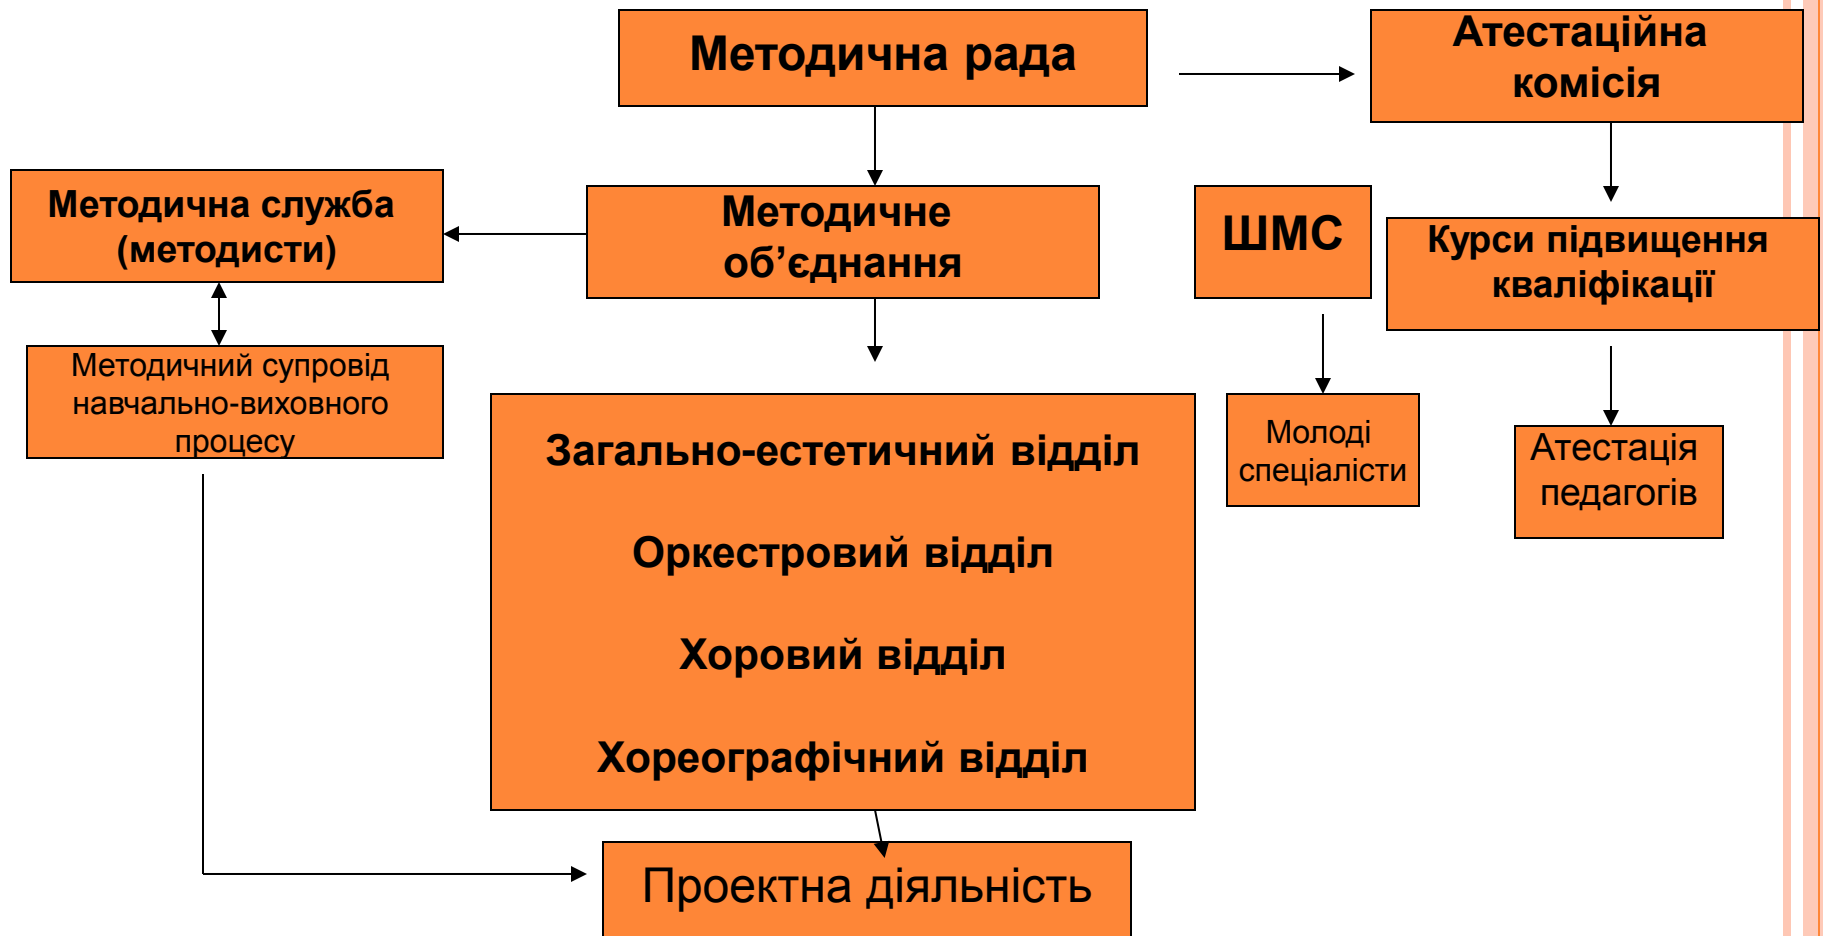 Методична рада
Атестаційна
комісія
Методична служба
(методисти)
Методичне
об’єднання
ШМС
Курси підвищення
кваліфікації
Методичний супровід
навчально-виховного
процесу
Загально-естетичний відділ
Оркестровий відділ
Хоровий відділ
Хореографічний відділ
Молоді
спеціалісти
Атестація
педагогів
Проектна діяльність